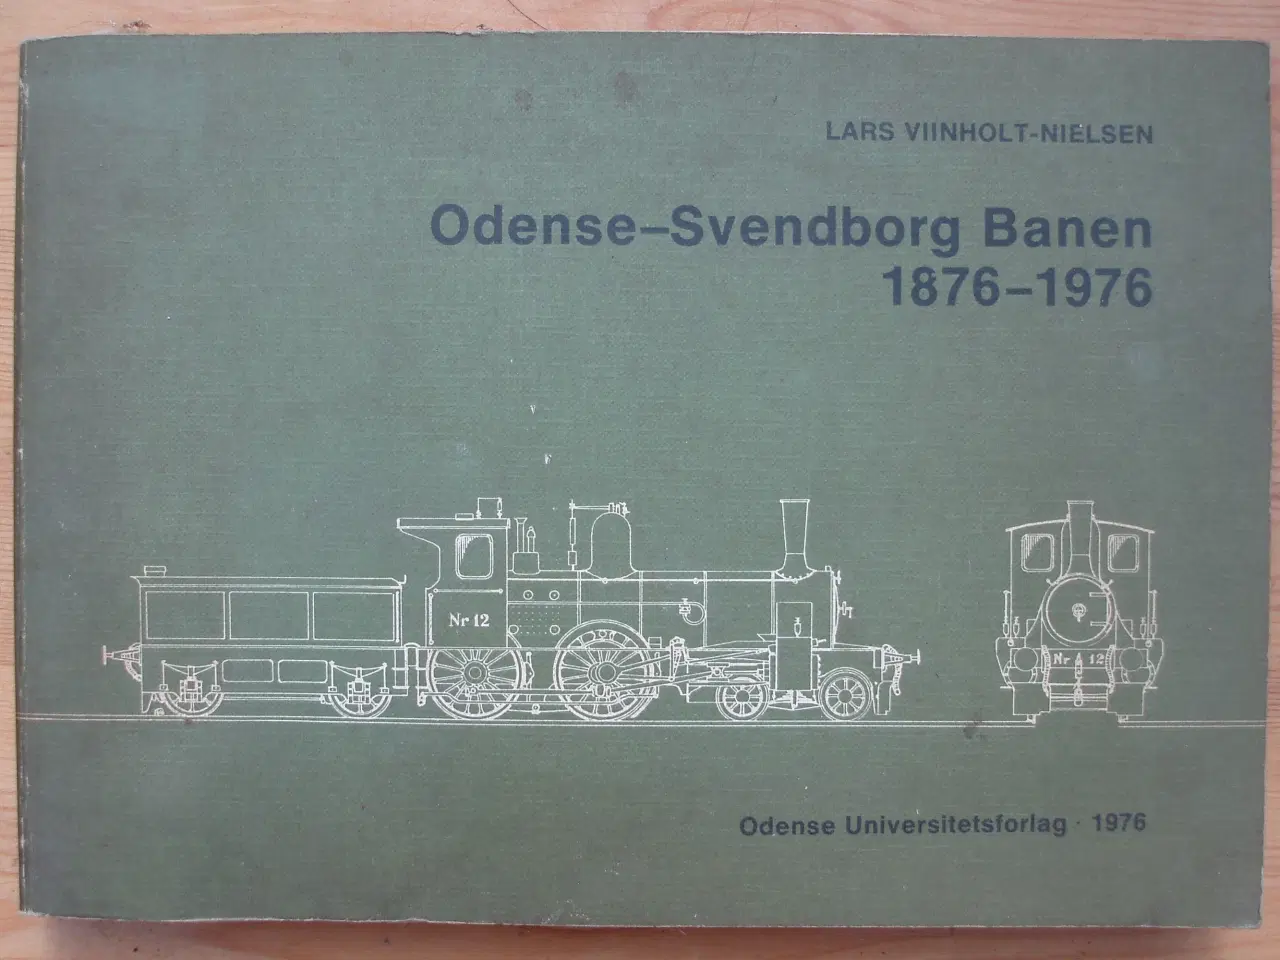 LARS VIINHOLT-NIELSEN
Odense–Svendborg Banen
1876–1976
Nr 12
Nr 12
Odense Universitetsforlag · 1976